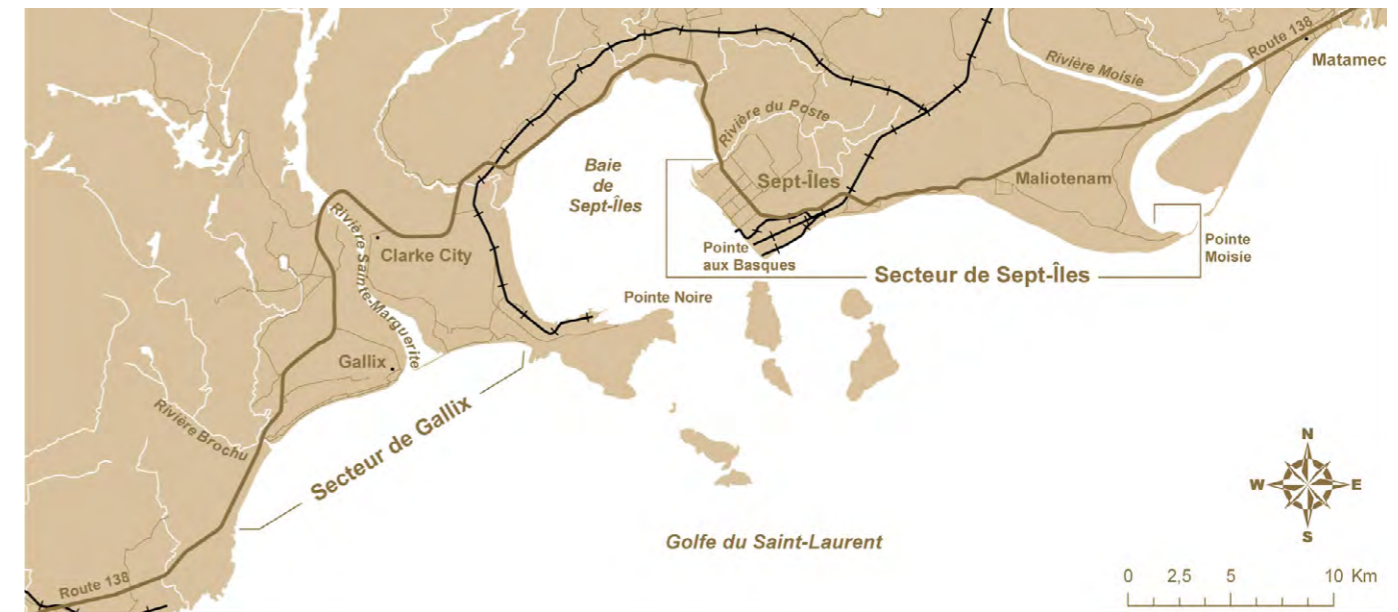 Route 138
Matamec
Rivière Moisie
Rivière du Poste
Baie
de
Sept-Îles
Sept-Îles
Maliotenam
Rivière Sainte-Marguerite
Clarke City
Pointe
aux Basques
Secteur de Sept-Îles
Pointe
Moisie
Pointe Noire
Gallix
Secteur de Gallix
Rivière Brochu
Golfe du Saint-Laurent
N
W
E
S
Route 138
0 2,5 5 10 Km